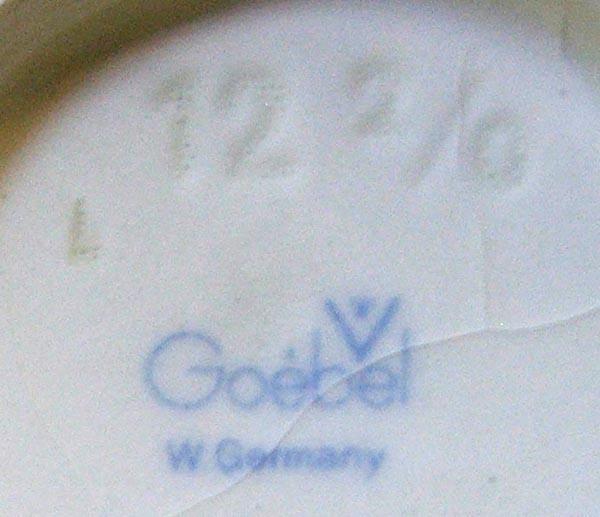 12 2/0
L
V
Goebel
W. Germany